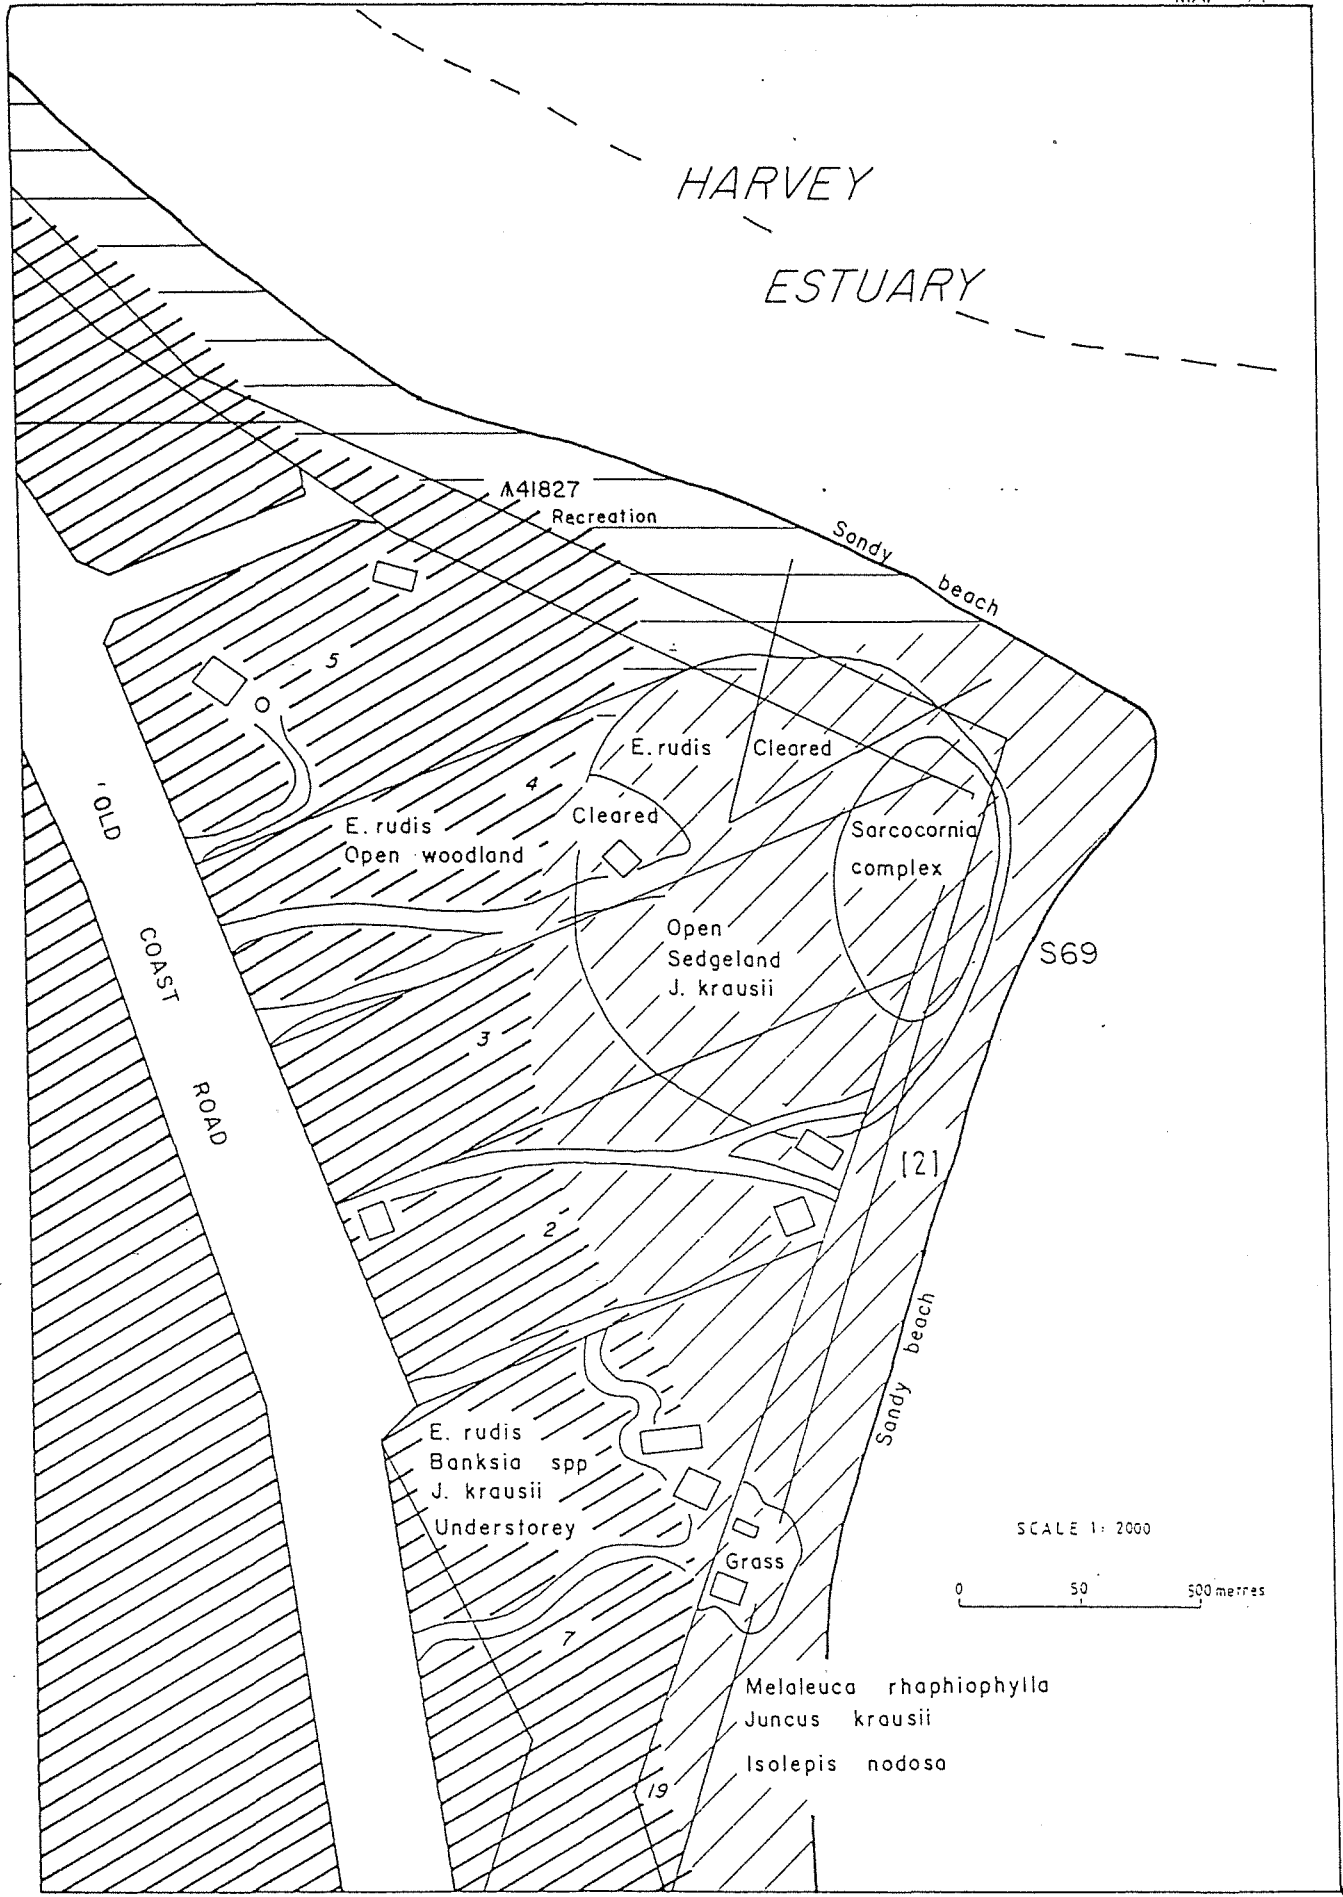 HARVEY
ESTUARY
A41827
Recreation
Sandy beach
5
E. rudis
Cleared
4
Cleared
'OLD COAST ROAD
E. rudis
Open woodland
Sarcocornia
complex
Open
Sedgeland
J. krausii
S69
3
121
2
Sandy beach
E. rudis
Banksia spp
J. krausii
Understorey
SCALE 1: 2000
Grass
0 50 500 metres
7
Melaleuca rhaphiophylla
Juncus krausii
Isolepis nodosa
19